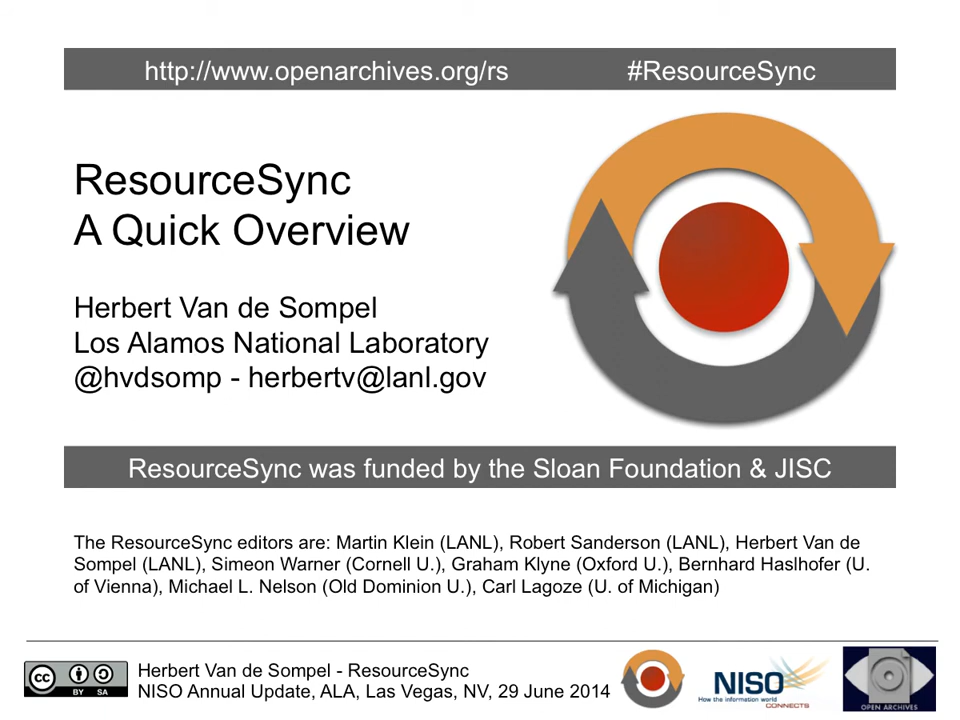 http://www.openarchives.org/rs #ResourceSync
ResourceSync
A Quick Overview
Herbert Van de Sompel
Los Alamos National Laboratory
@hvdsomp - herbertv@lanl.gov
ResourceSync was funded by the Sloan Foundation & JISC
The ResourceSync editors are: Martin Klein (LANL), Robert Sanderson (LANL), Herbert Van de
Sompel (LANL), Simeon Warner (Cornell U.), Graham Klyne (Oxford U.), Bernhard Haslhofer (U.
of Vienna), Michael L. Nelson (Old Dominion U.), Carl Lagoze (U. of Michigan)
cc BY SA
Herbert Van de Sompel - ResourceSync
NISO Annual Update, ALA, Las Vegas, NV, 29 June 2014
NISO
How the information world
CONNECTS
OPEN ARCHIVES